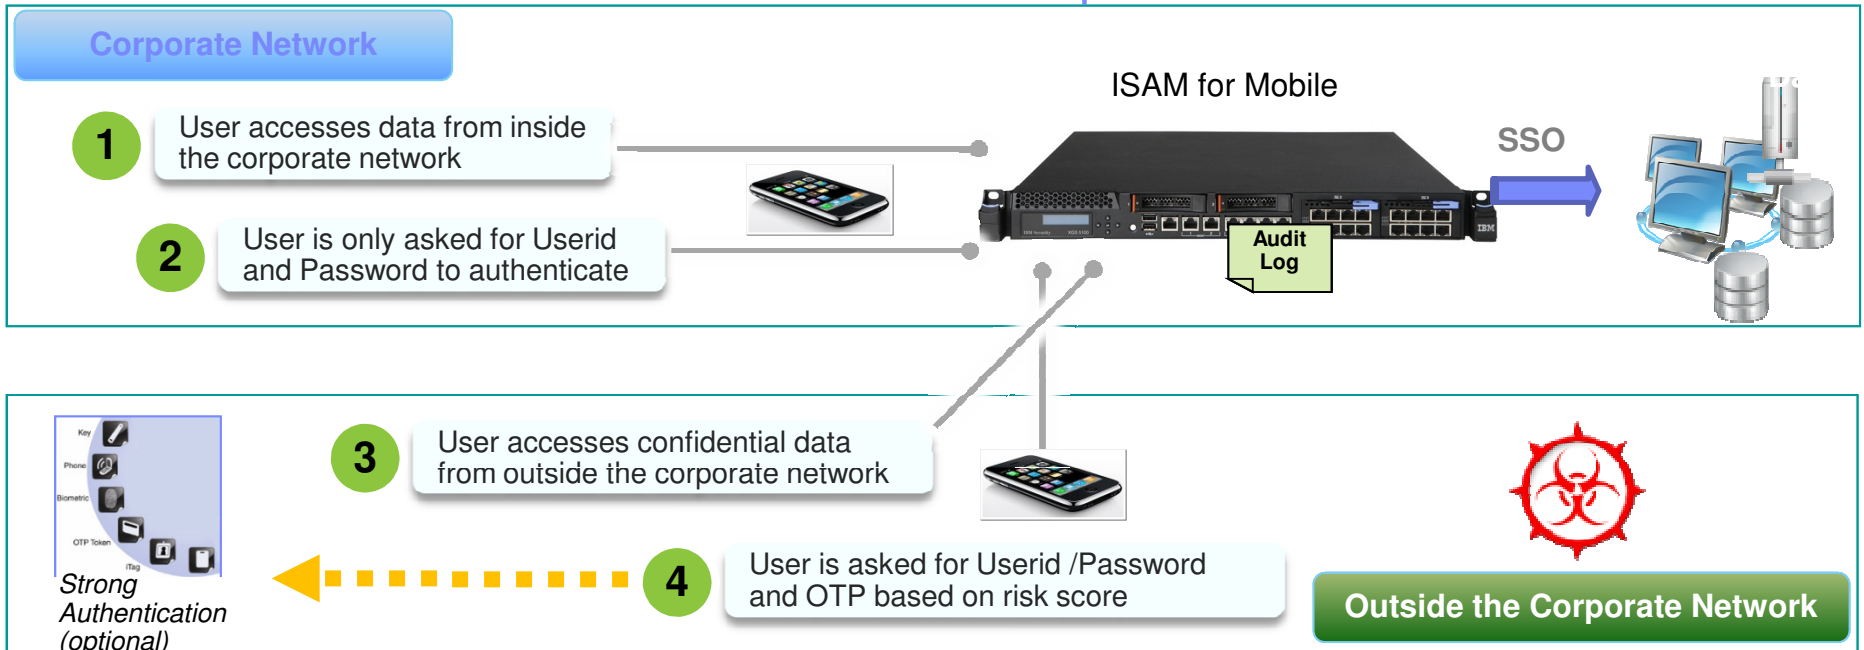 Corporate Network
ISAM for Mobile
1
User accesses data from inside
the corporate network
SSO
2
User is only asked for Userid
and Password to authenticate
IBM
Audit
Log
Key
Phone
Biometric
OTP Token
iTag
Strong
Authentication
(optional)
3
User accesses confidential data
from outside the corporate network
4
User is asked for Userid /Password
and OTP based on risk score
Outside the Corporate Network